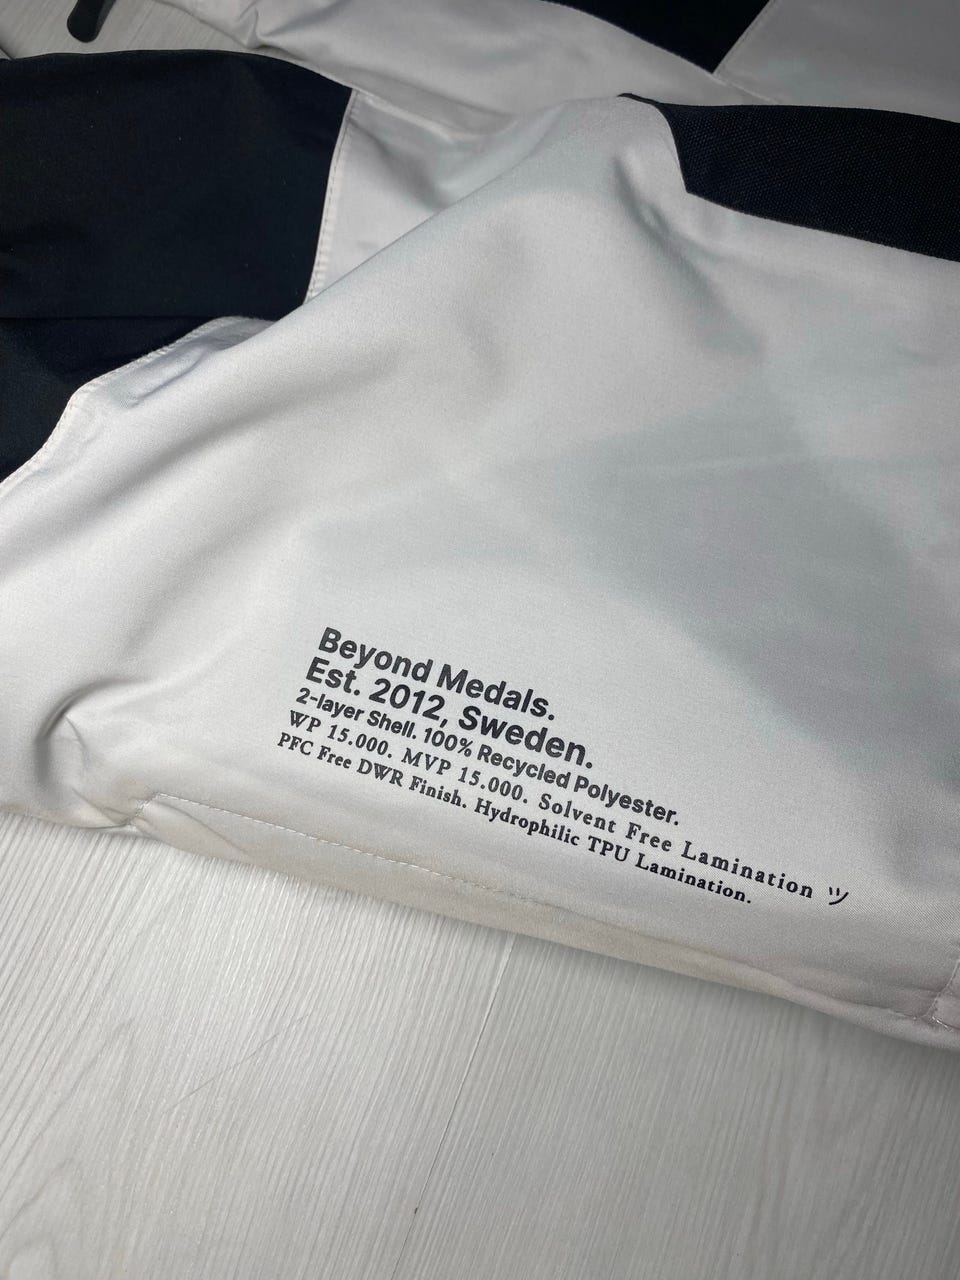 Beyond Medals.
Est. 2012, Sweden.
2-layer Shell. 100% Recycled Polyester.
WP 15.000. MVP 15.000. Solvent Free Lamination ツ
PFC Free DWR Finish. Hydrophilic TPU Lamination.